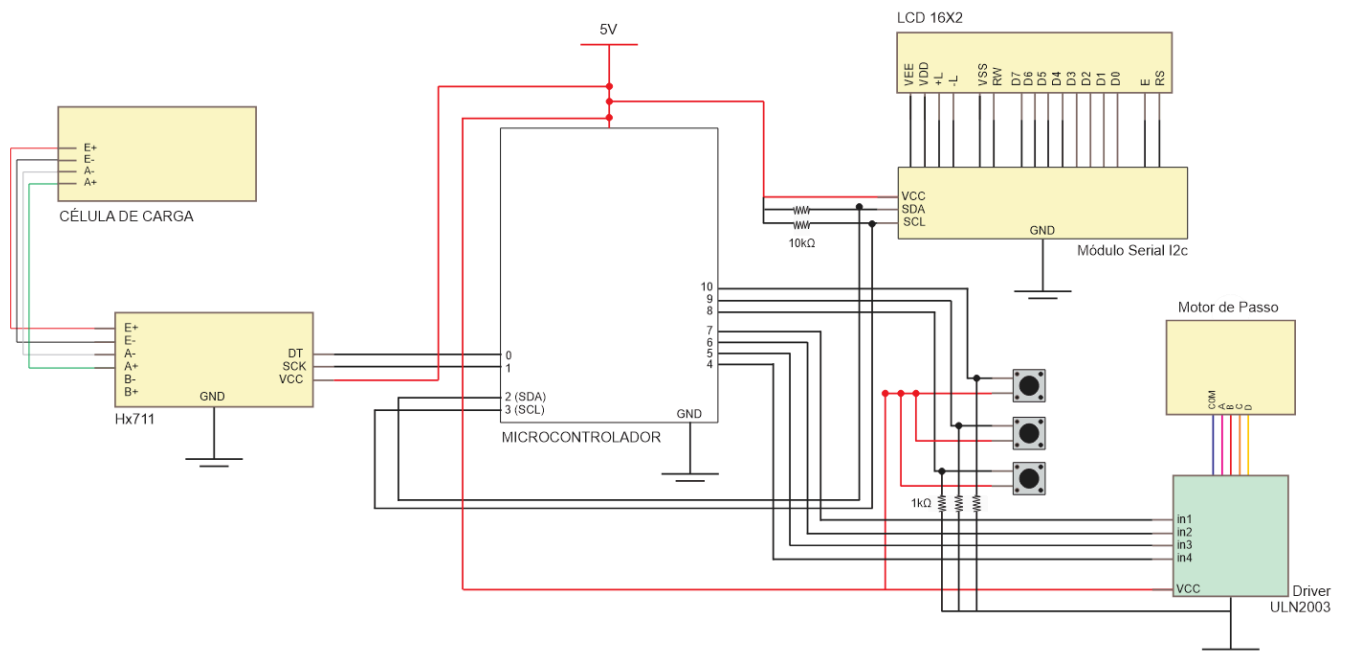 5V
LCD 16X2
VEE
VDD
+L
-L
VSS
RW
D7
D6
D5
D4
D3
D2
D1
D0
E
RS
VCC
SDA
SCL
GND
10kΩ
Módulo Serial I2c
E+
E-
A-
A+
CÉLULA DE CARGA
E+
E-
A-
A+
B-
B+
DT
SCK
VCC
GND
Hx711
0
1
2 (SDA)
3 (SCL)
10
9
8
7
6
5
4
GND
MICROCONTROLADOR
1kΩ
Motor de Passo
COM
A
B
C
D
in1
in2
in3
in4
VCC
Driver
ULN2003